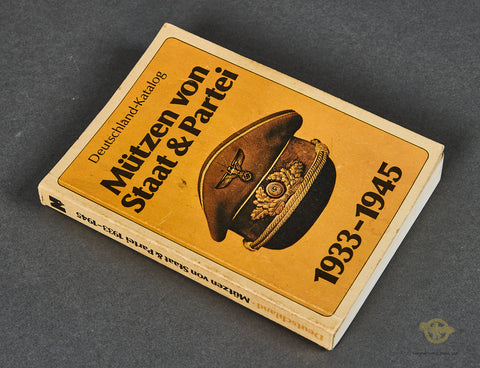 Deutschland-Katalog
Mützen von
Staat & Partei
1933–1945
Deutschland · Mützen von Staat & Partei 1933–1945